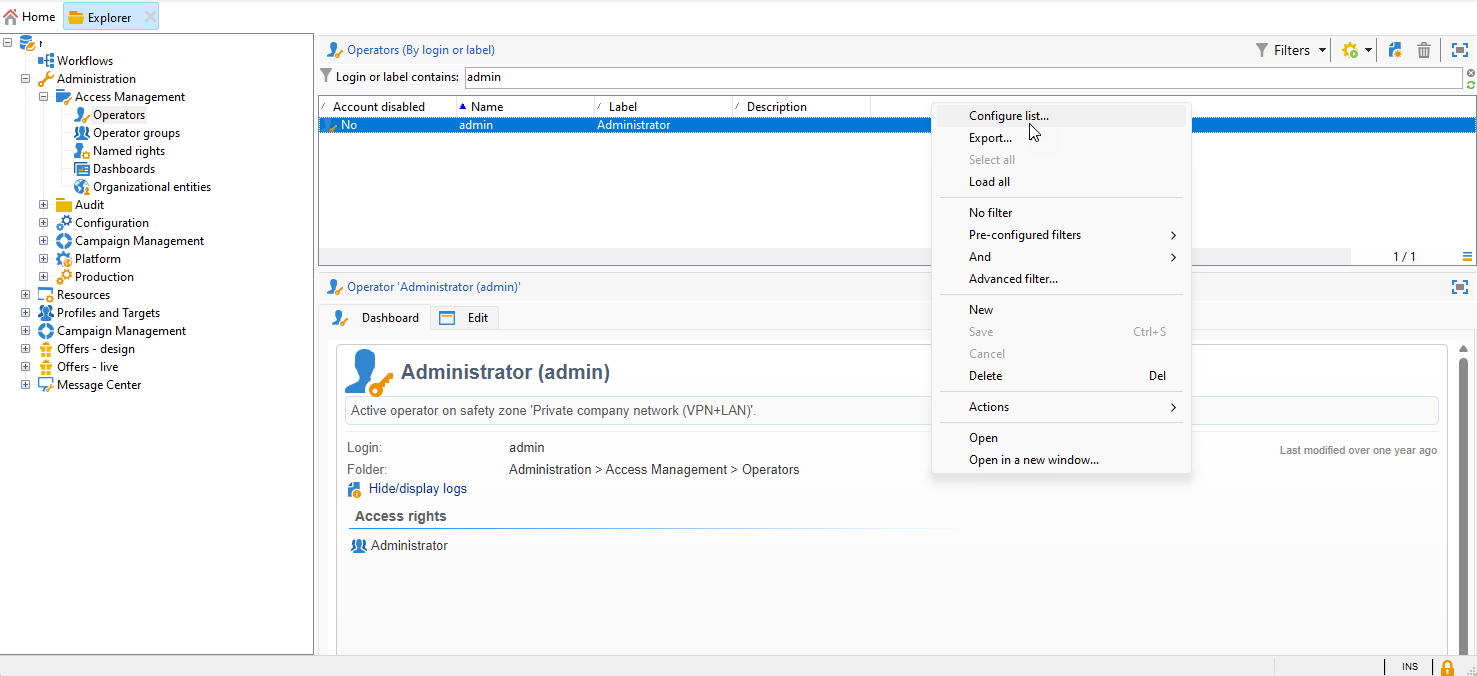 Home
Explorer
Workflows
Administration
Access Management
Operators
Operator groups
Named rights
Dashboards
Organizational entities
Audit
Configuration
Campaign Management
Platform
Production
Resources
Profiles and Targets
Campaign Management
Offers - design
Offers - live
Message Center
Operators (By login or label)
Filters
Login or label contains: admin
Account disabled Name Label Description
No admin Administrator
1 / 1
Configure list...
Export...
Select all
Load all
No filter
Pre-configured filters
And
Advanced filter...
New
Save Ctrl+S
Cancel
Delete Del
Actions
Open
Open in a new window...
Operator 'Administrator (admin)'
Dashboard Edit
Administrator (admin)
Active operator on safety zone 'Private company network (VPN+LAN)'.
Login: admin
Last modified over one year ago
Folder: Administration > Access Management > Operators
Hide/display logs
Access rights
Administrator
INS